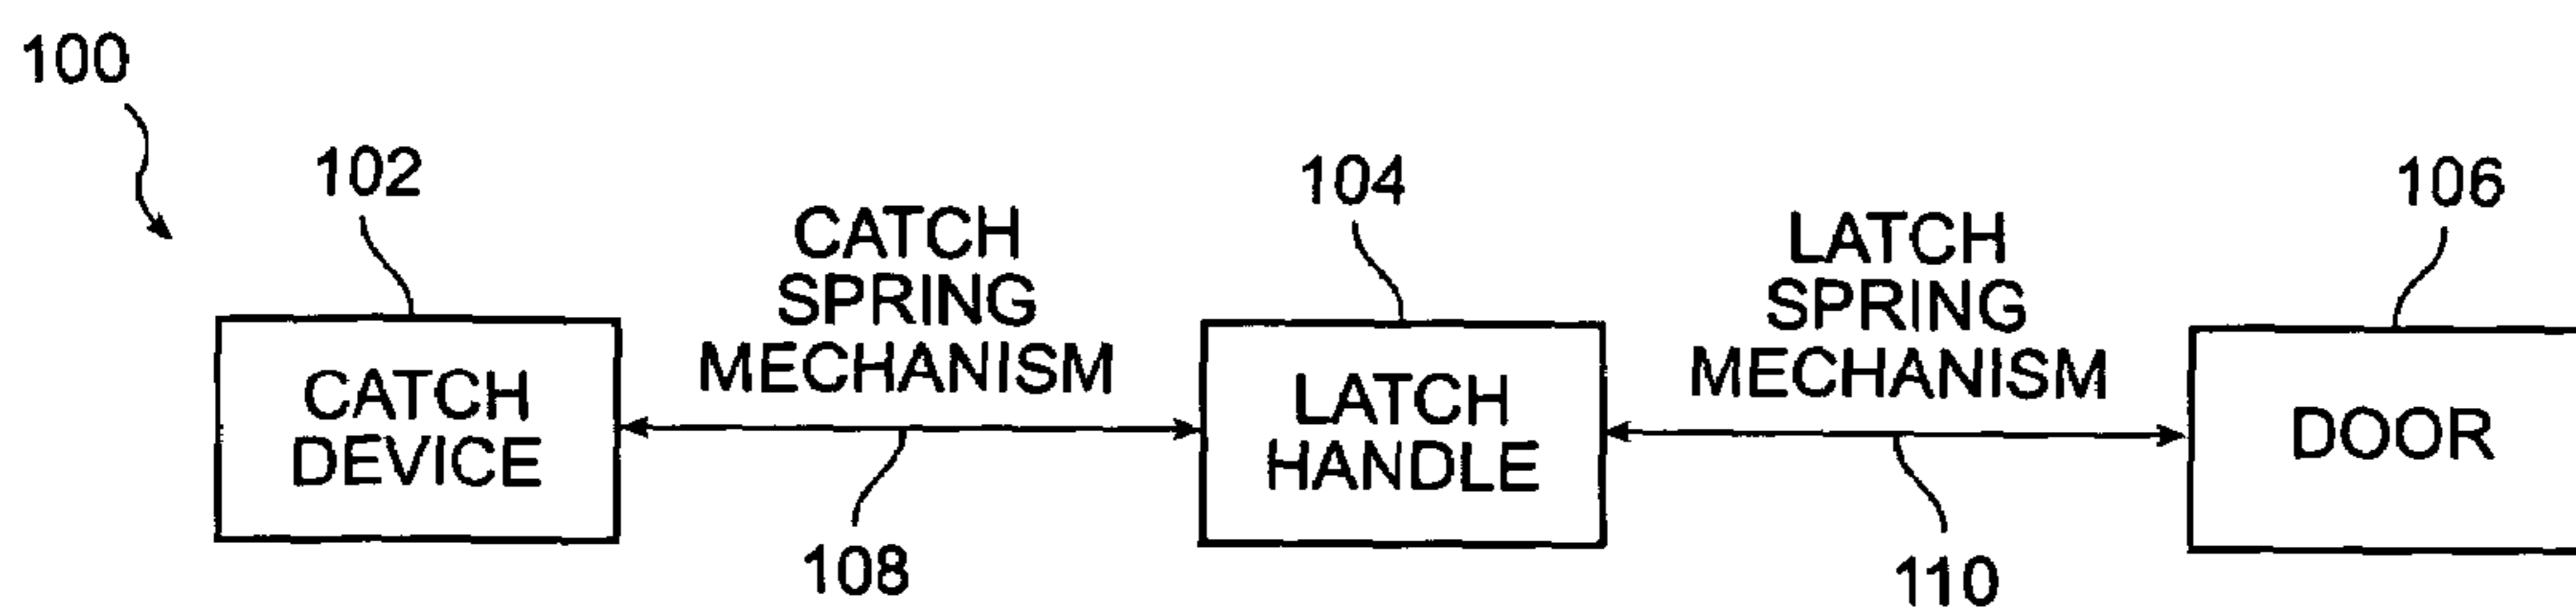 100
102
CATCH
SPRING
MECHANISM
104
LATCH
SPRING
MECHANISM
106
CATCH
DEVICE
LATCH
HANDLE
DOOR
108
110